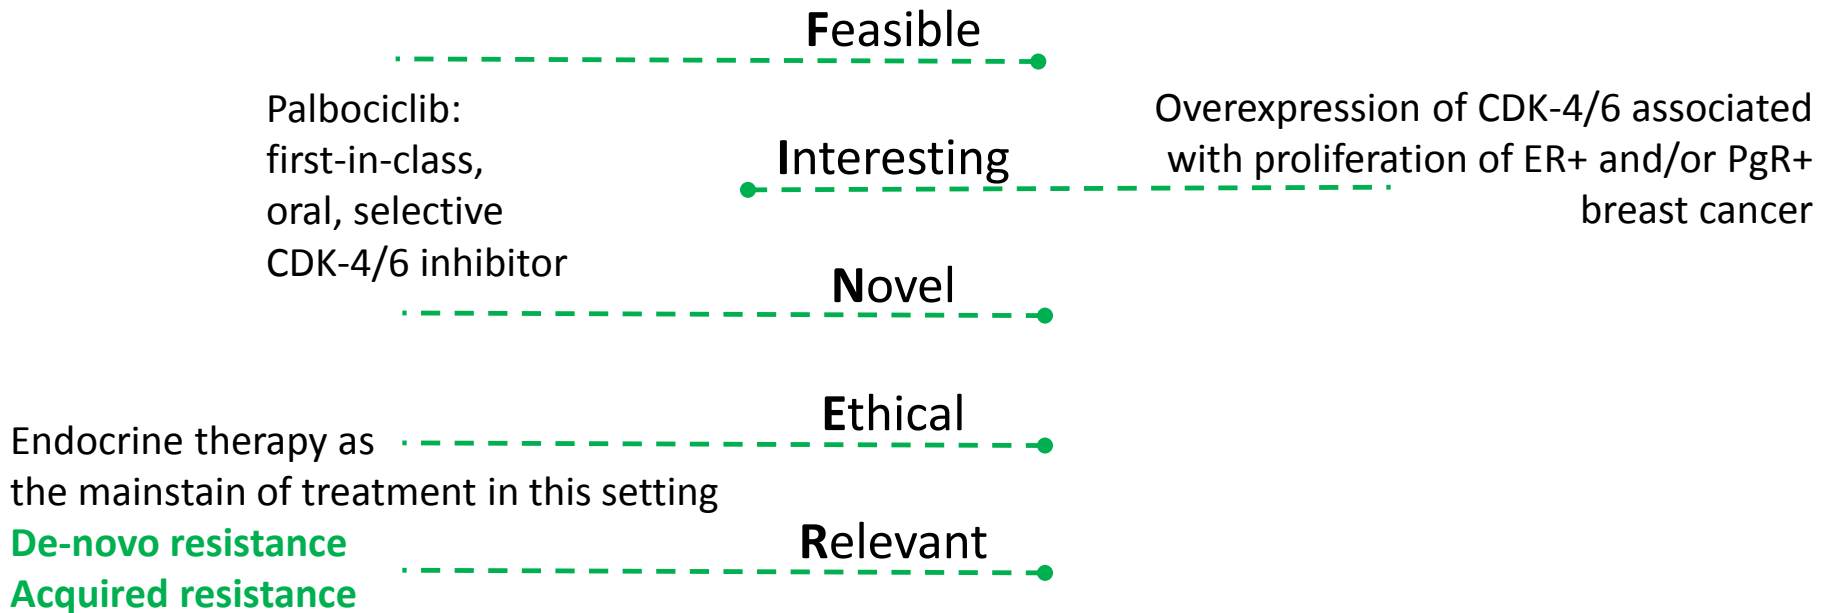 Feasible
Palbociclib:
first-in-class,
oral, selective
CDK-4/6 inhibitor
Interesting
Overexpression of CDK-4/6 associated
with proliferation of ER+ and/or PgR+
breast cancer
Novel
Ethical
Endocrine therapy as
the mainstain of treatment in this setting
De-novo resistance
Acquired resistance
Relevant